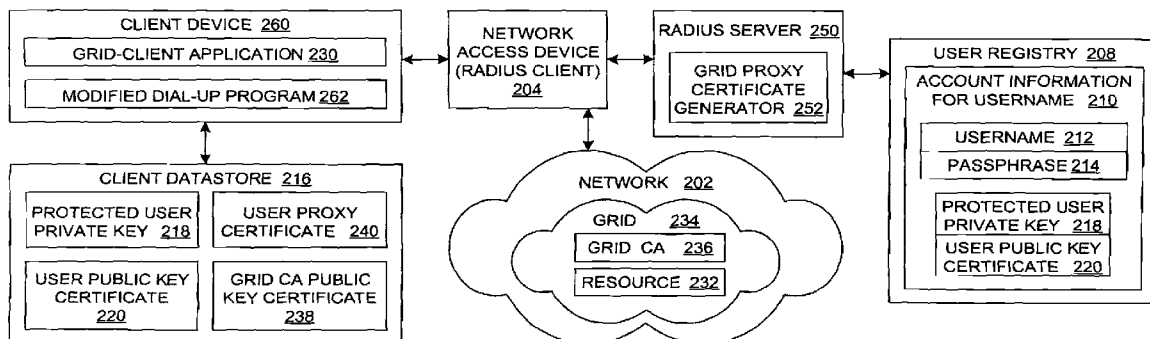 CLIENT DEVICE 260
GRID-CLIENT APPLICATION 230
MODIFIED DIAL-UP PROGRAM 262
NETWORK
ACCESS DEVICE
(RADIUS CLIENT)
204
RADIUS SERVER 250
GRID PROXY
CERTIFICATE
GENERATOR 252
USER REGISTRY 208
ACCOUNT INFORMATION
FOR USERNAME 210
USERNAME 212
PASSPHRASE 214
PROTECTED USER
PRIVATE KEY 218
USER PUBLIC KEY
CERTIFICATE 220
CLIENT DATASTORE 216
PROTECTED USER
PRIVATE KEY 218
USER PROXY
CERTIFICATE 240
USER PUBLIC KEY
CERTIFICATE
220
GRID CA PUBLIC
KEY CERTIFICATE
238
NETWORK 202
GRID 234
GRID CA 236
RESOURCE 232